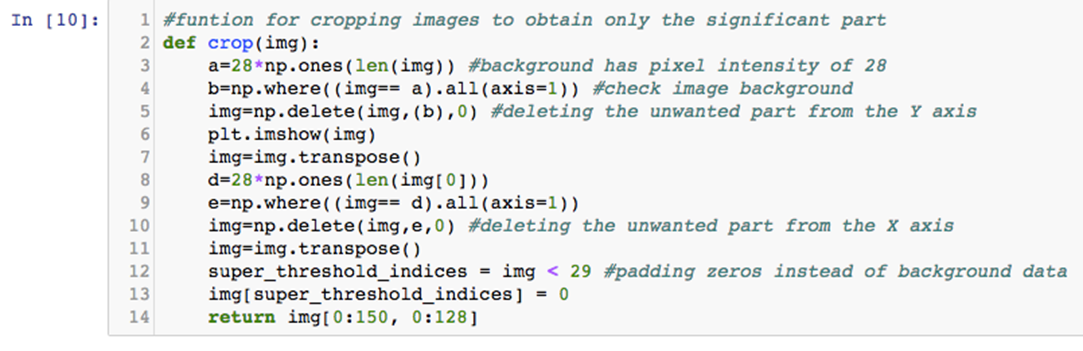 In [10]:
1 #funtion for cropping images to obtain only the significant part
2 def crop(img):
3     a=28*np.ones(len(img)) #background has pixel intensity of 28
4     b=np.where((img== a).all(axis=1)) #check image background
5     img=np.delete(img,(b),0) #deleting the unwanted part from the Y axis
6     plt.imshow(img)
7     img=img.transpose()
8     d=28*np.ones(len(img[0]))
9     e=np.where((img== d).all(axis=1))
10     img=np.delete(img,e,0) #deleting the unwanted part from the X axis
11     img=img.transpose()
12     super_threshold_indices = img < 29 #padding zeros instead of background data
13     img[super_threshold_indices] = 0
14     return img[0:150, 0:128]